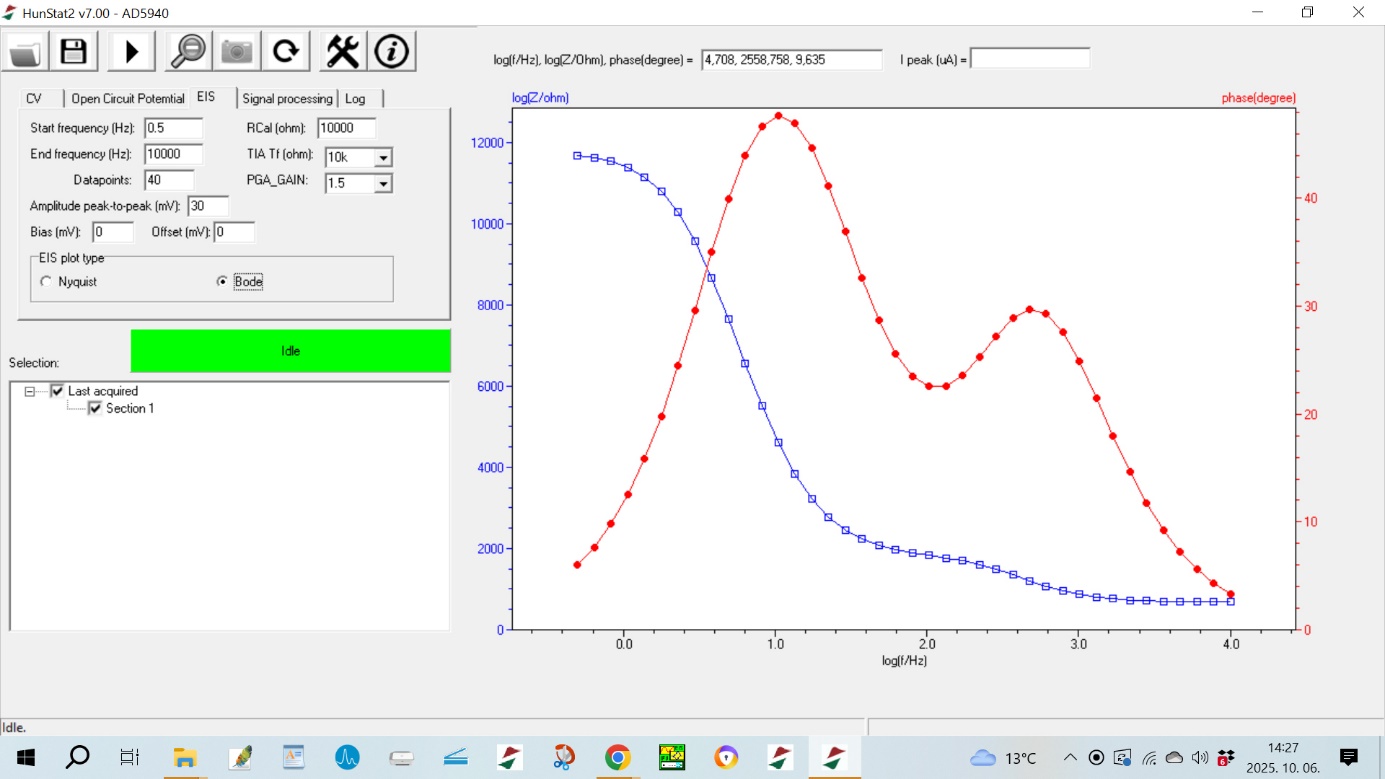 HunStat2 v7.00 - AD5940
log(f/Hz), log(Z/Ohm), phase(degree) = 4,708, 2558,758, 9,635 I peak (uA) =
CV Open Circuit Potemtial EIS Signal processing Log
Start frequency (Hz): 0.5 RCal (ohm): 10000
End frequency (Hz): 10000 TIA Tf (ohm): 10k
Datapoints: 40 PGA_GAIN: 1.5
Amplitude peak-to-peak (mV): 30
Bias (mV): 0 Offset (mV): 0
EIS plot type
Nyquist Bode
Idle
Selection:
Last acquired
Section 1
log(Z/ohm) phase(degree)
12000
10000
8000
6000
4000
2000
0
40
30
20
10
0
0.0 1.0 2.0 3.0 4.0
log(f/Hz)
Idle.
13°C
6
14:27
2025. 10. 06.